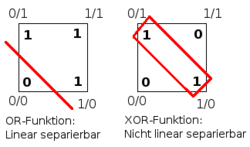 0/1 1/1 0/1 1/1
1 1 1 0
0 1 0 1
0/0 1/0 0/0 1/0
OR-Funktion: XOR-Funktion:
Linear separierbar Nicht linear separierbar